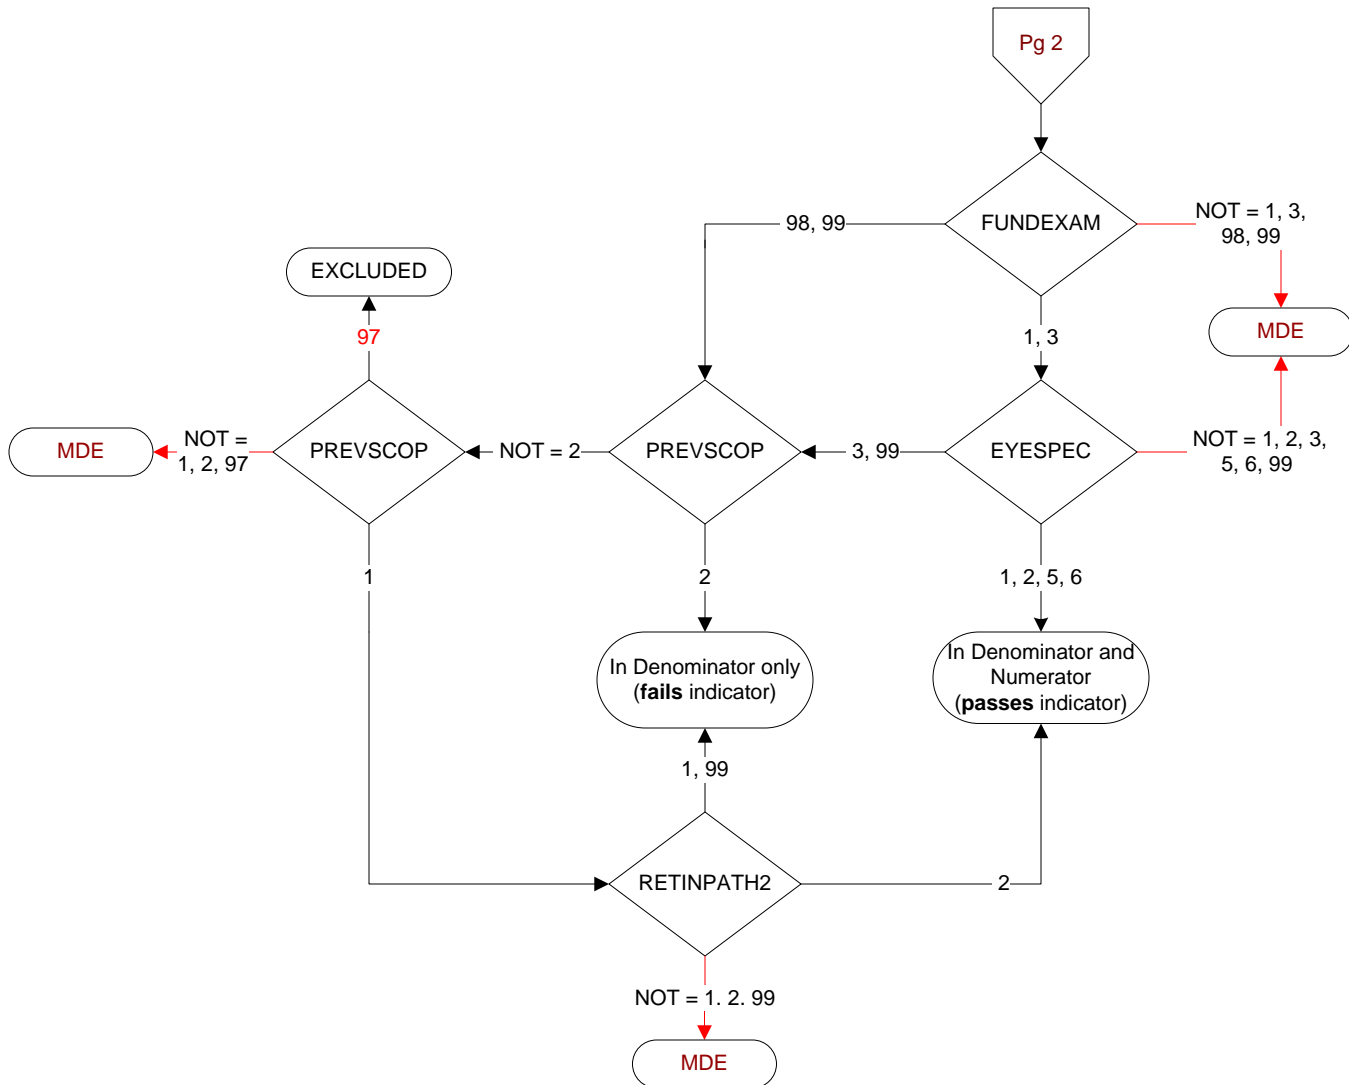 Pg 2
FUNDEXAM
98, 99
NOT = 1, 3,
98, 99
EXCLUDED
MDE
97
1, 3
MDE
NOT =
1, 2, 97
PREVSCOP
NOT = 2
PREVSCOP
3, 99
EYESPEC
NOT = 1, 2, 3,
5, 6, 99
1
2
1, 2, 5, 6
In Denominator only
(fails indicator)
In Denominator and
Numerator
(passes indicator)
1, 99
RETINPATH2
2
NOT = 1. 2. 99
MDE